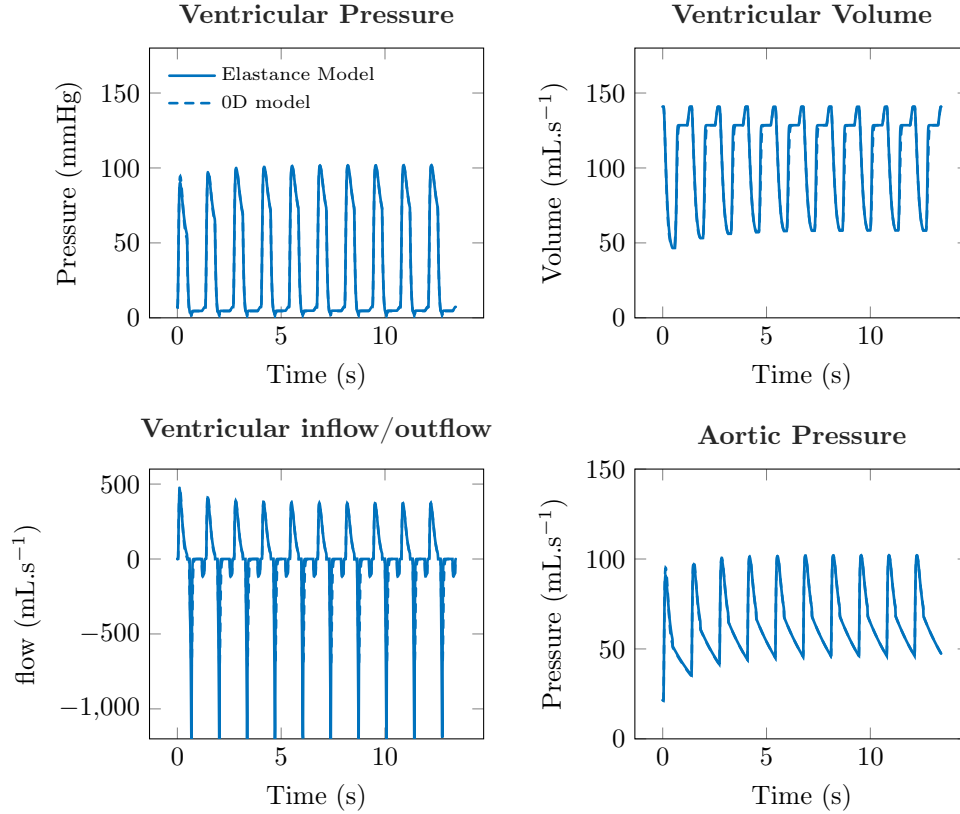 Ventricular Pressure
150
100
50
0
Pressure (mmHg)
Elastance Model
0D model
0 5 10
Time (s)
Ventricular Volume
150
100
50
0
Volume (mL.s⁻¹)
0 5 10
Time (s)
Ventricular inflow/outflow
500
0
−500
−1,000
flow (mL.s⁻¹)
0 5 10
Time (s)
Aortic Pressure
150
100
50
0
Pressure (mL.s⁻¹)
0 5 10
Time (s)